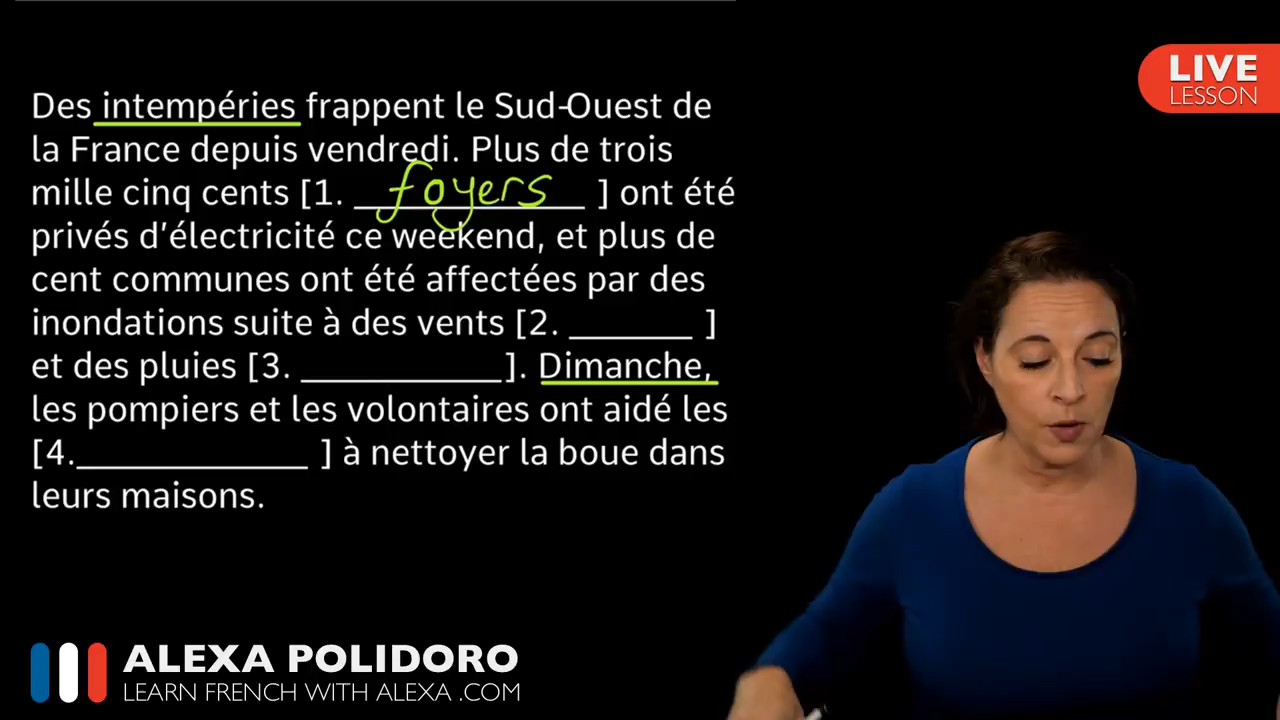 Des intempéries frappent le Sud-Ouest de
la France depuis vendredi. Plus de trois
mille cinq cents [1. foyers ] ont été
privés d’électricité ce weekend, et plus de
cent communes ont été affectées par des
inondations suite à des vents [2. _______ ]
et des pluies [3. ___________]. Dimanche,
les pompiers et les volontaires ont aidé les
[4._____________ ] à nettoyer la boue dans
leurs maisons.
LIVE
LESSON
ALEXA POLIDORO
LEARN FRENCH WITH ALEXA .COM